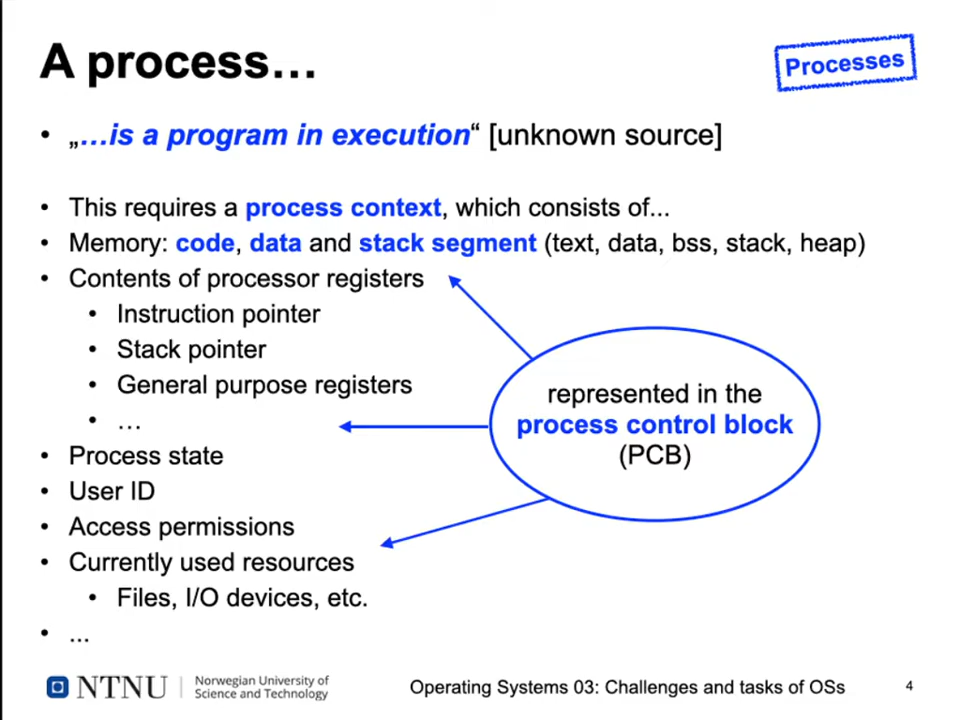 A process…
Processes
• „…is a program in execution“ [unknown source]
• This requires a process context, which consists of...
• Memory: code, data and stack segment (text, data, bss, stack, heap)
• Contents of processor registers
• Instruction pointer
• Stack pointer
• General purpose registers
• …
• Process state
• User ID
• Access permissions
• Currently used resources
• Files, I/O devices, etc.
• ...
represented in the
process control block
(PCB)
NTNU
Norwegian University of
Science and Technology
Operating Systems 03: Challenges and tasks of OSs
4